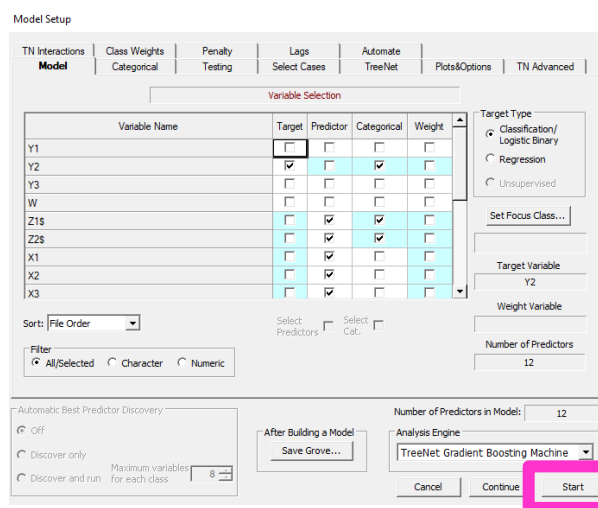 Model Setup
TN Interactions Class Weights Penalty Lags Automate
Model Categorical Testing Select Cases TreeNet Plots&Options TN Advanced
Variable Selection
Variable Name Target Predictor Categorical Weight
Y1
Y2
Y3
W
Z1$
Z2$
X1
X2
X3
Target Type
Classification/
Logistic Binary
Regression
Unsupervised
Set Focus Class...
Target Variable
Y2
Weight Variable
Number of Predictors
12
Sort: File Order
Select
Predictors
Select
Cat.
Filter
All/Selected Character Numeric
Automatic Best Predictor Discovery
Off
Discover only
Discover and run
Maximum variables
for each class
8
After Building a Model
Save Grove...
Number of Predictors in Model: 12
Analysis Engine
TreeNet Gradient Boosting Machine
Cancel Continue Start